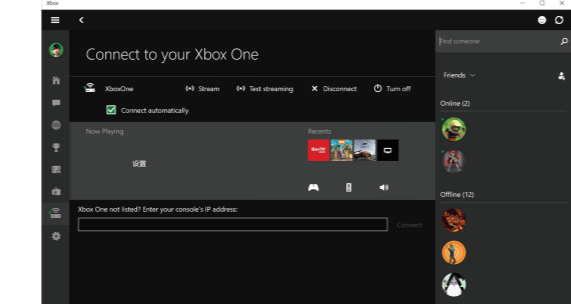 Xbox
Connect to your Xbox One
Find someone
Friends
XboxOne
Stream
Test streaming
Disconnect
Turn off
Connect automatically
Online (2)
Now Playing
Recents
设置
Offline (12)
Xbox One not listed? Enter your console's IP address:
Connect